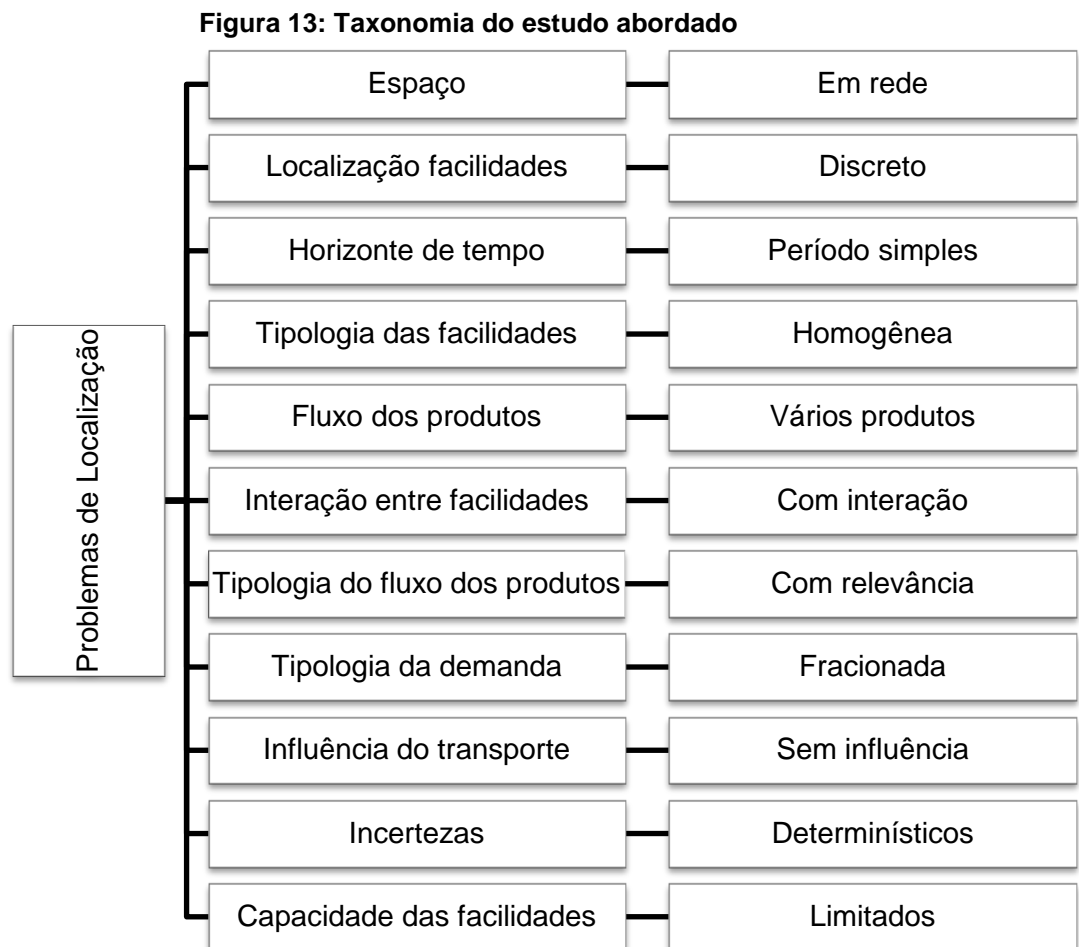 Figura 13: Taxonomia do estudo abordado
Problemas de Localização
Espaço
Em rede
Localização facilidades
Discreto
Horizonte de tempo
Período simples
Tipologia das facilidades
Homogênea
Fluxo dos produtos
Vários produtos
Interação entre facilidades
Com interação
Tipologia do fluxo dos produtos
Com relevância
Tipologia da demanda
Fracionada
Influência do transporte
Sem influência
Incertezas
Determinísticos
Capacidade das facilidades
Limitados